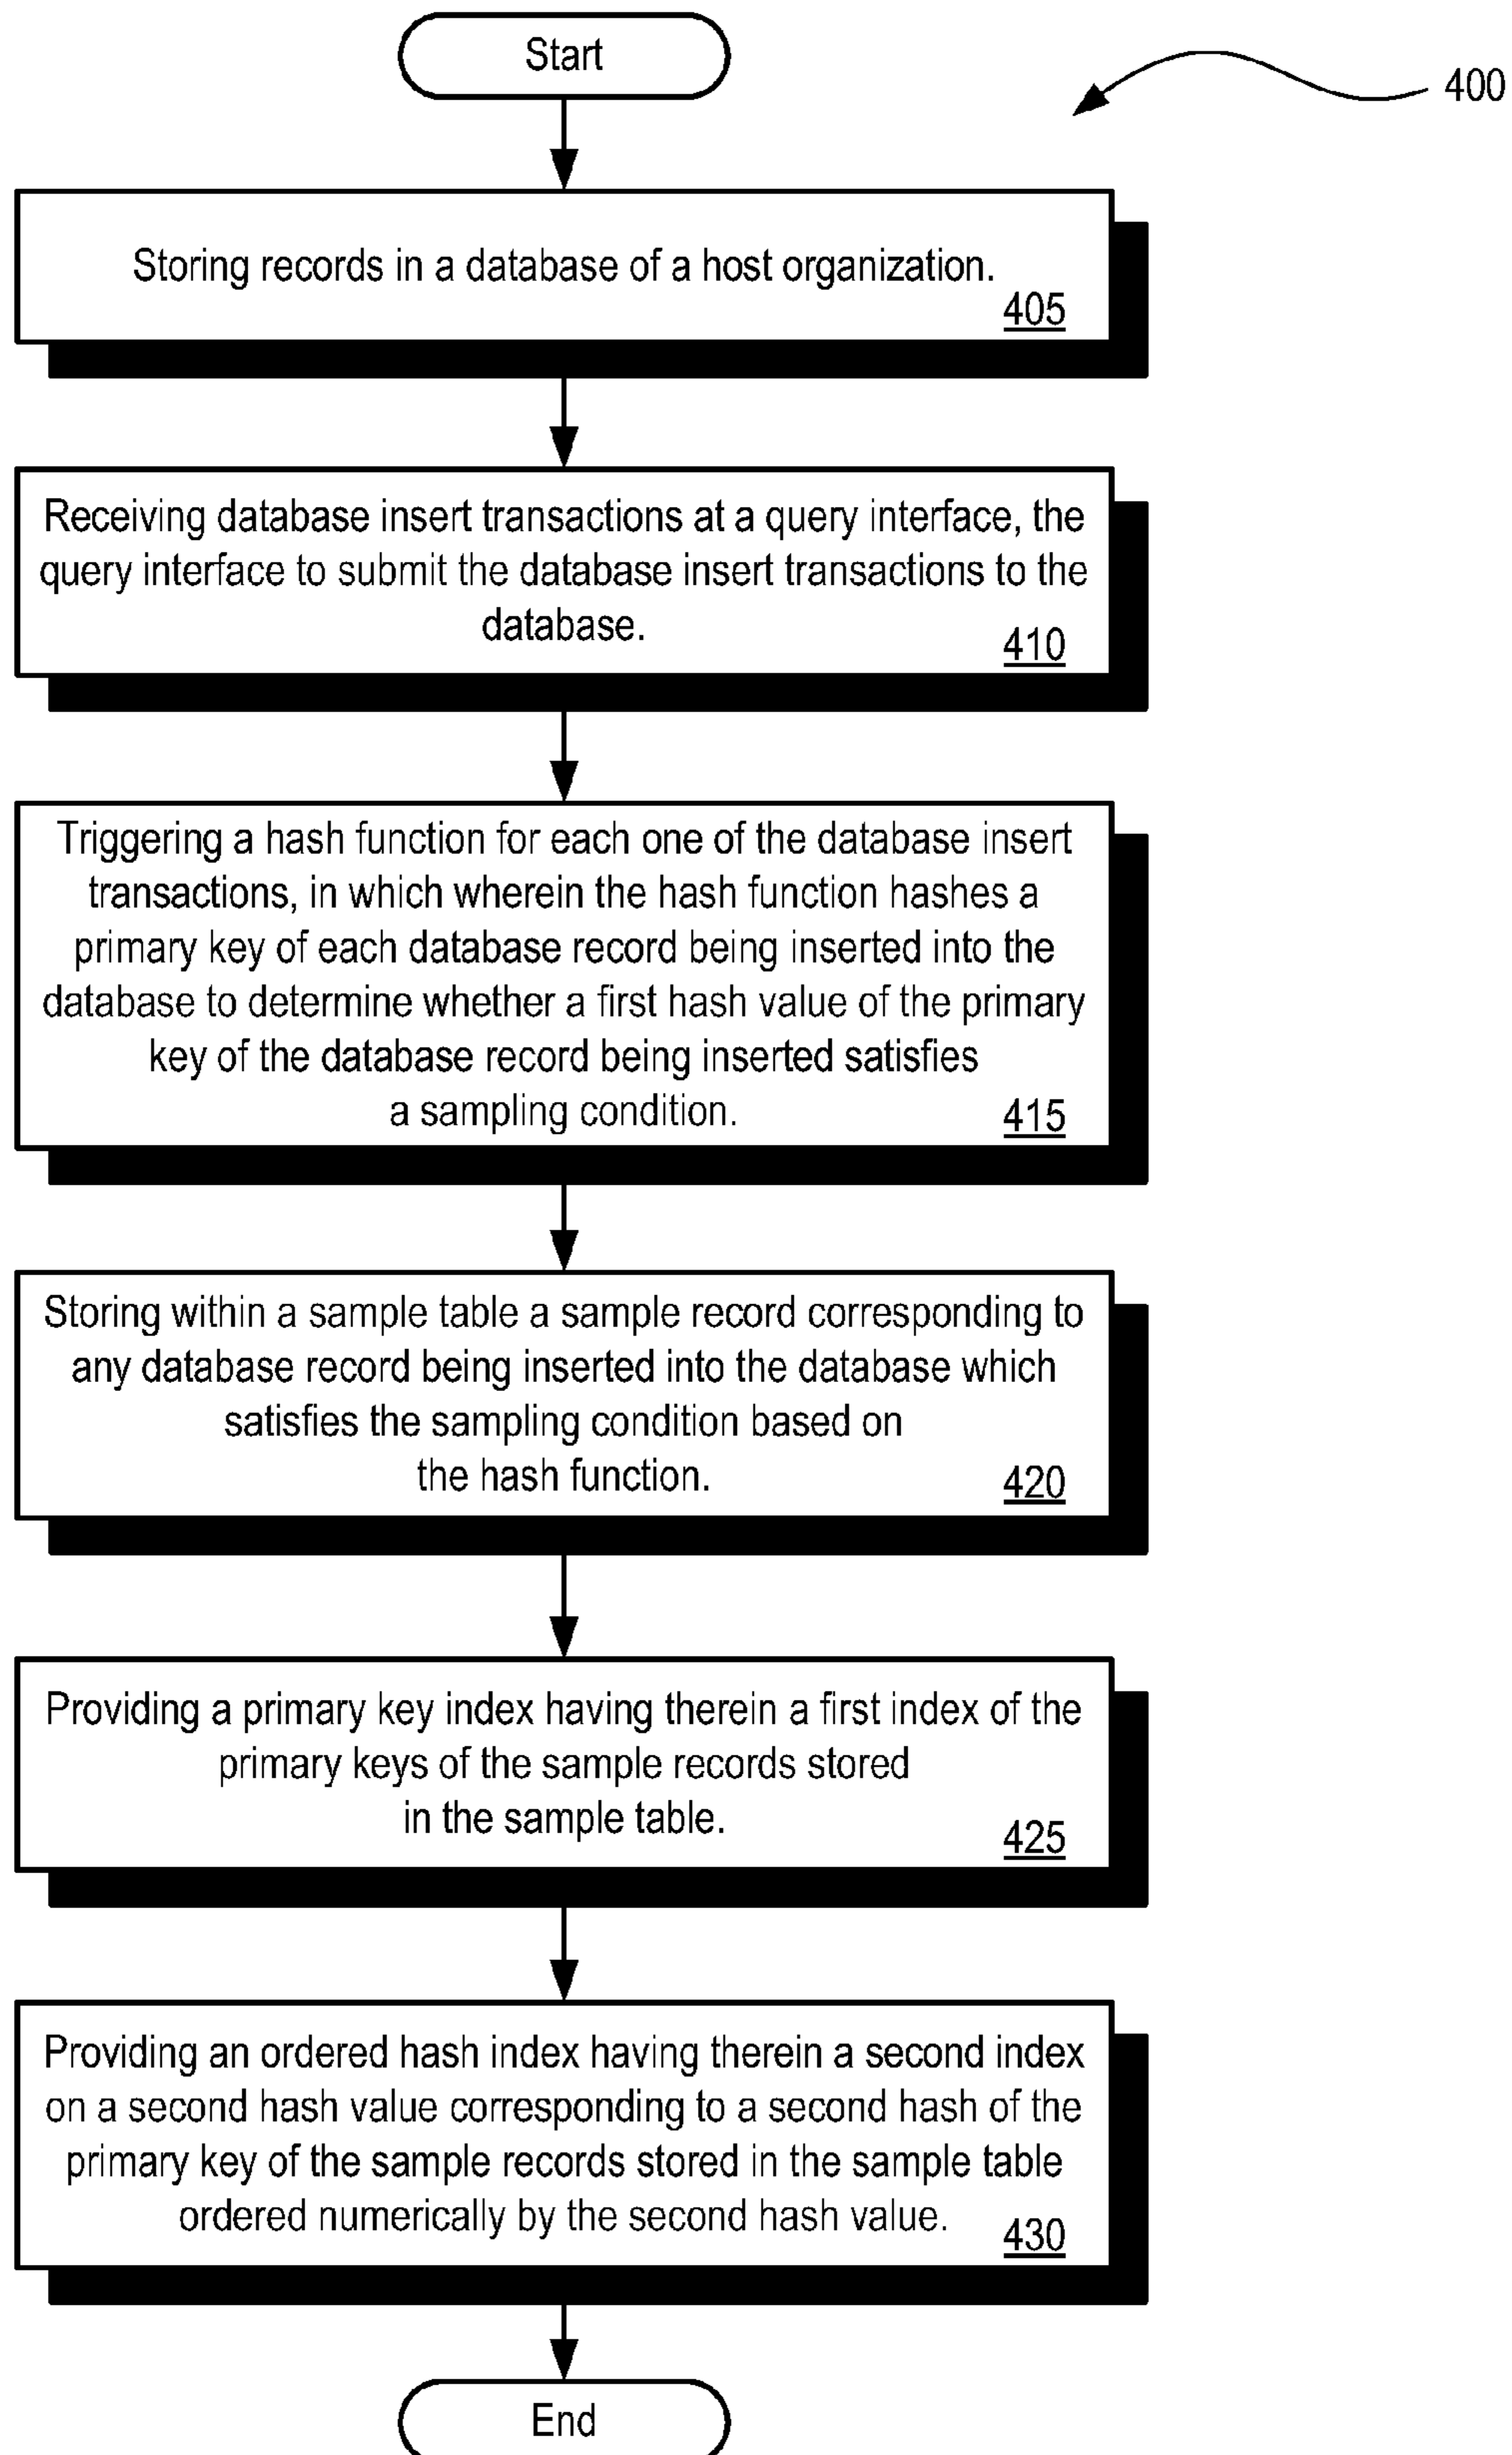 Start
400
Storing records in a database of a host organization.
405
Receiving database insert transactions at a query interface, the
query interface to submit the database insert transactions to the
database.
410
Triggering a hash function for each one of the database insert
transactions, in which wherein the hash function hashes a
primary key of each database record being inserted into the
database to determine whether a first hash value of the primary
key of the database record being inserted satisfies
a sampling condition.
415
Storing within a sample table a sample record corresponding to
any database record being inserted into the database which
satisfies the sampling condition based on
the hash function.
420
Providing a primary key index having therein a first index of the
primary keys of the sample records stored
in the sample table.
425
Providing an ordered hash index having therein a second index
on a second hash value corresponding to a second hash of the
primary key of the sample records stored in the sample table
ordered numerically by the second hash value.
430
End